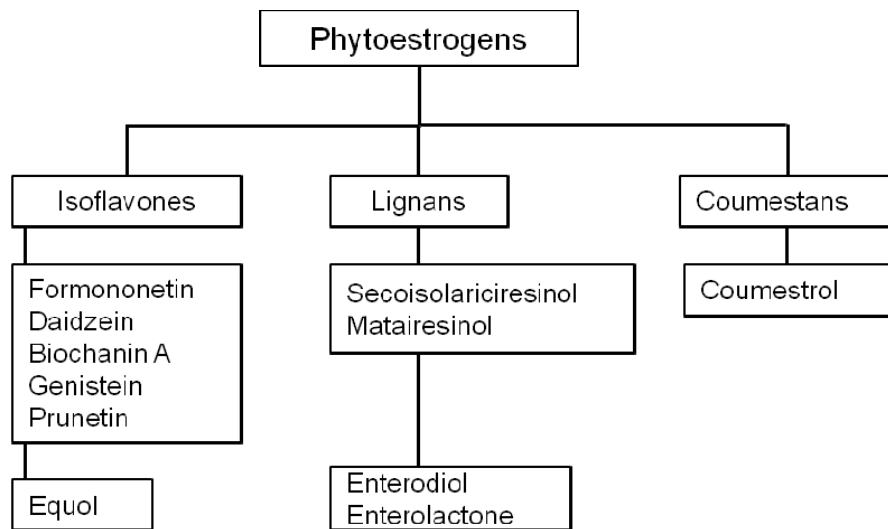 Phytoestrogens
Isoflavones
Lignans
Coumestans
Formononetin
Daidzein
Biochanin A
Genistein
Prunetin
Secoisolariciresinol
Matairesinol
Coumestrol
Equol
Enterodiol
Enterolactone